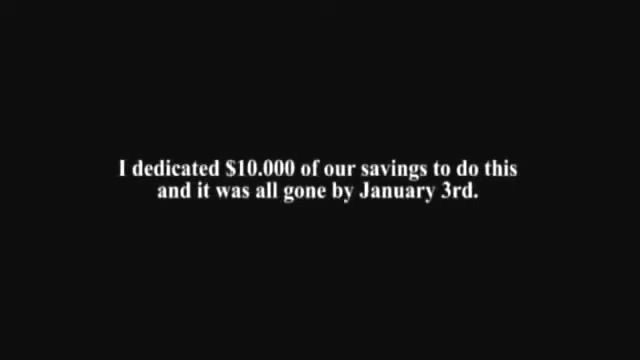 I dedicated $10.000 of our savings to do this
and it was all gone by January 3rd.